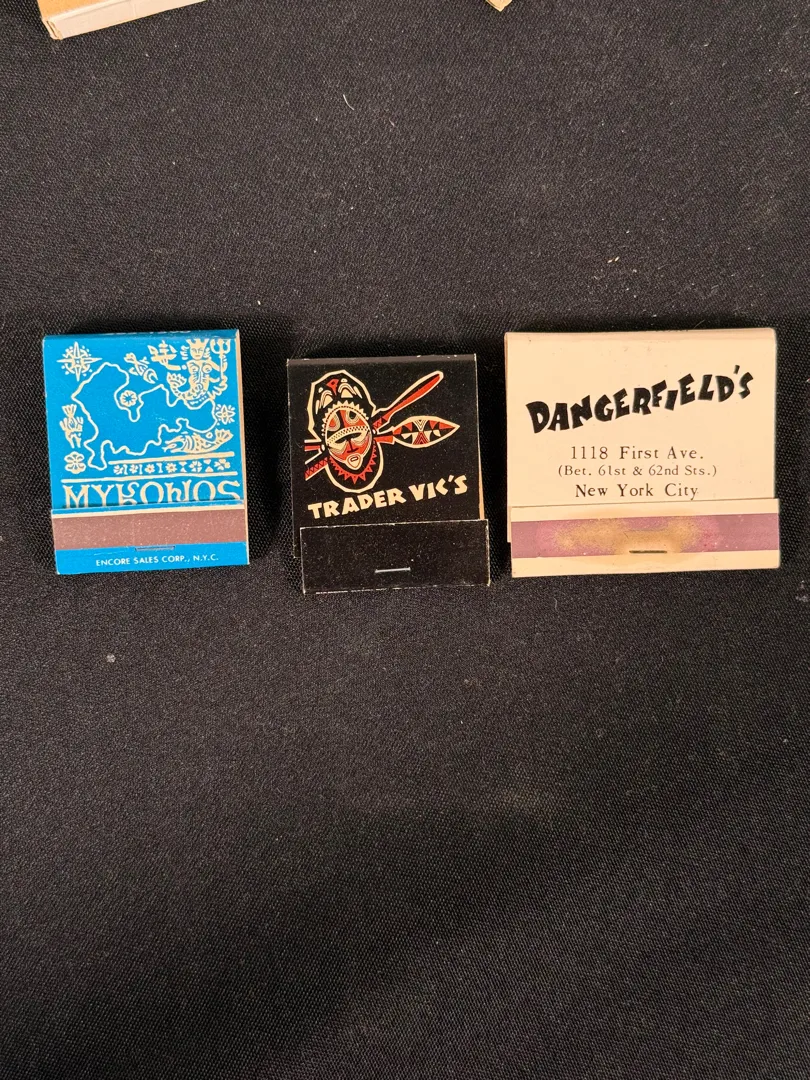 MYKONOS
ENCORE SALES CORP., N.Y.C.
TRADER VIC'S
DANGERFIELD'S
1118 First Ave.
(Bet. 61st & 62nd Sts.)
New York City